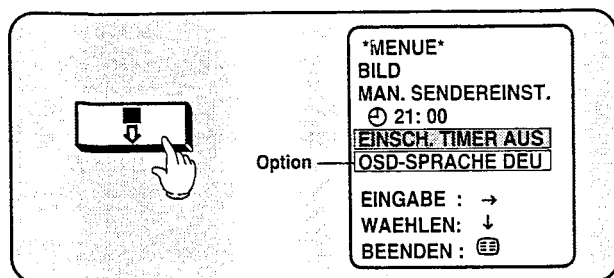 *MENUE*
BILD
MAN. SENDEREINST.
21: 00
EINSCH. TIMER AUS
Option
OSD-SPRACHE DEU
EINGABE : →
WAEHLEN: ↓
BEENDEN :